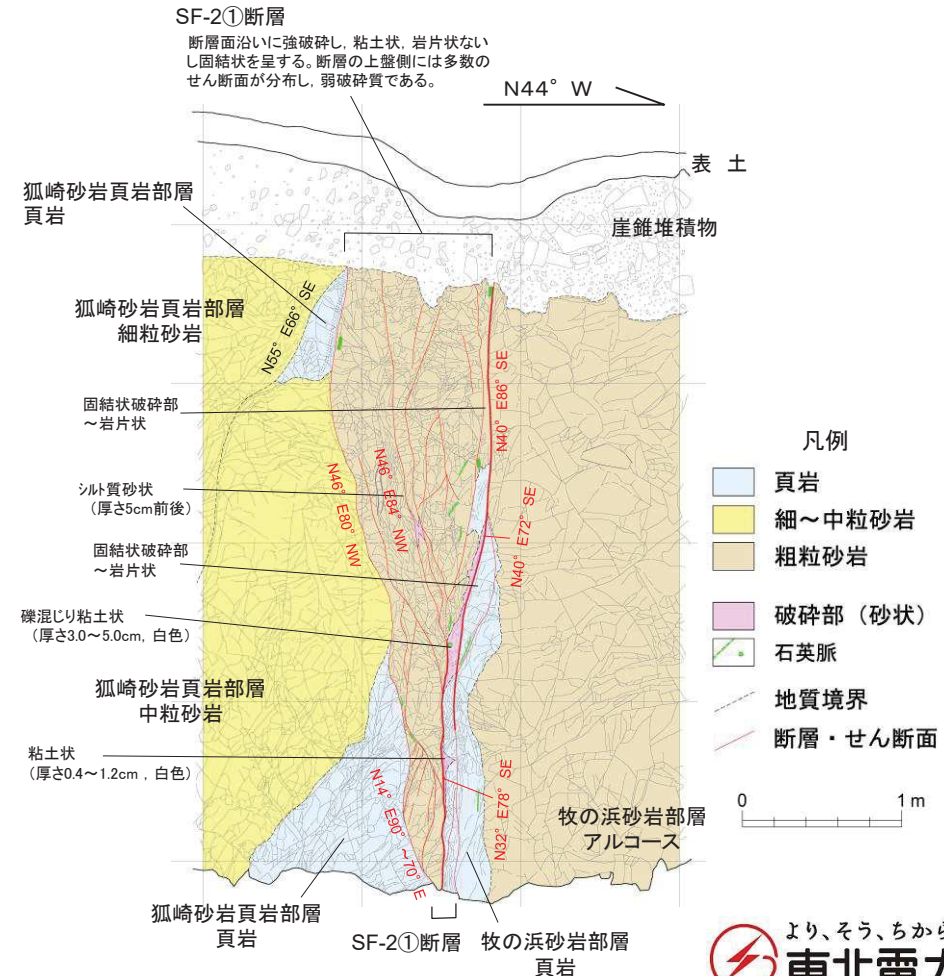 SF-2①断層
断層面沿いに強破砕し，粘土状，岩片状ない
し固結状を呈する。断層の上盤側には多数の
せん断面が分布し，弱破砕質である。
N44° W
表 土
崖錐堆積物
狐崎砂岩頁岩部層
頁岩
狐崎砂岩頁岩部層
細粒砂岩
N55° E66° SE
固結状破砕部
～岩片状
N40° E86° SE
シルト質砂状
（厚さ5cm前後）
N46° E80° NW
N46° E84° NW
固結状破砕部
～岩片状
N40° E72° SE
礫混じり粘土状
（厚さ3.0～5.0cm，白色）
狐崎砂岩頁岩部層
中粒砂岩
粘土状
（厚さ0.4～1.2cm，白色）
N14° E90° ～70° E
N32° E78° SE
牧の浜砂岩部層
アルコース
狐崎砂岩頁岩部層
頁岩
SF-2①断層
牧の浜砂岩部層
頁岩
凡例
頁岩
細～中粒砂岩
粗粒砂岩
破砕部（砂状）
石英脈
地質境界
断層・せん断面
0 1 m
より、そう、ちから
東北電